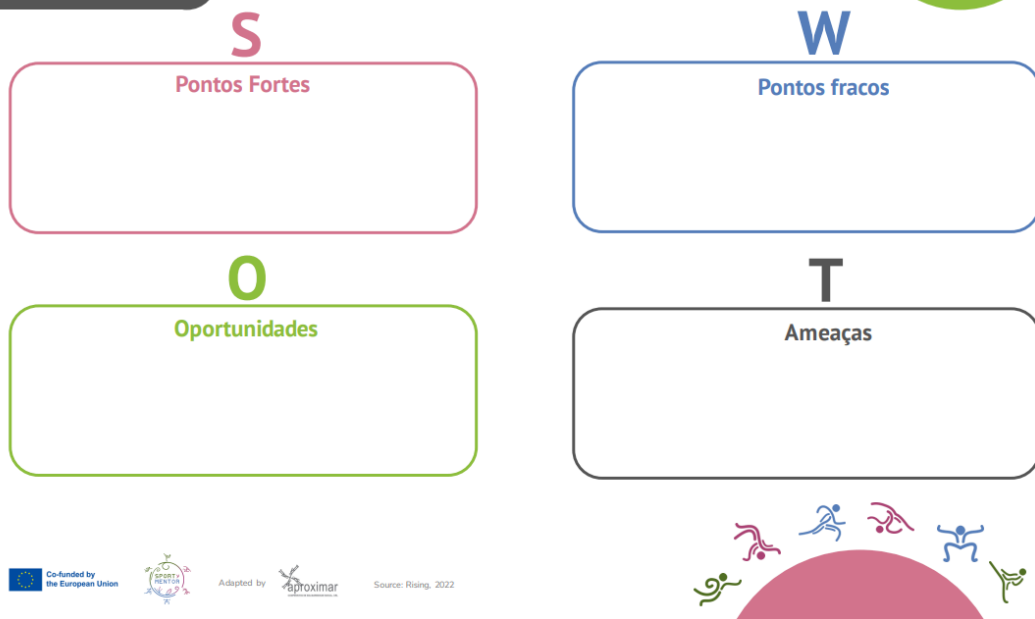 S
Pontos Fortes
W
Pontos fracos
O
Oportunidades
T
Ameaças
Co-funded by
the European Union
SPORTY
MENTOR
Adapted by
aproximar
Source: Rising, 2022